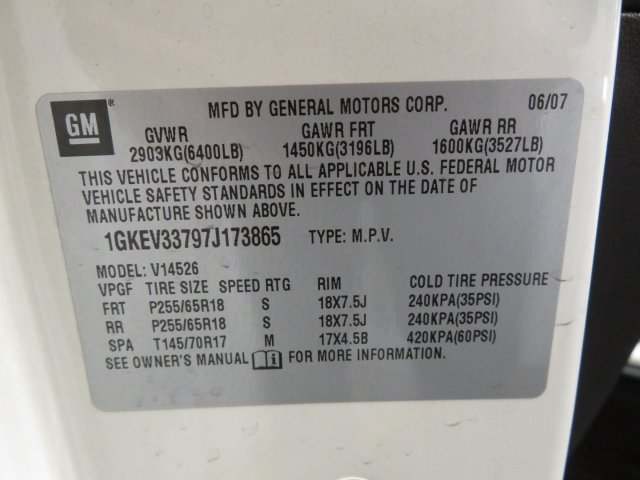 GM® MFD BY GENERAL MOTORS CORP. 06/07
GVWR GAWR FRT GAWR RR
2903KG(6400LB) 1450KG(3196LB) 1600KG(3527LB)
THIS VEHICLE CONFORMS TO ALL APPLICABLE U.S. FEDERAL MOTOR
VEHICLE SAFETY STANDARDS IN EFFECT ON THE DATE OF
MANUFACTURE SHOWN ABOVE.
1GKEV33797J173865 TYPE: M.P.V.
MODEL: V14526
VPGF TIRE SIZE SPEED RTG RIM COLD TIRE PRESSURE
FRT P255/65R18 S 18X7.5J 240KPA(35PSI)
RR P255/65R18 S 18X7.5J 240KPA(35PSI)
SPA T145/70R17 M 17X4.5B 420KPA(60PSI)
SEE OWNER'S MANUAL i FOR MORE INFORMATION.